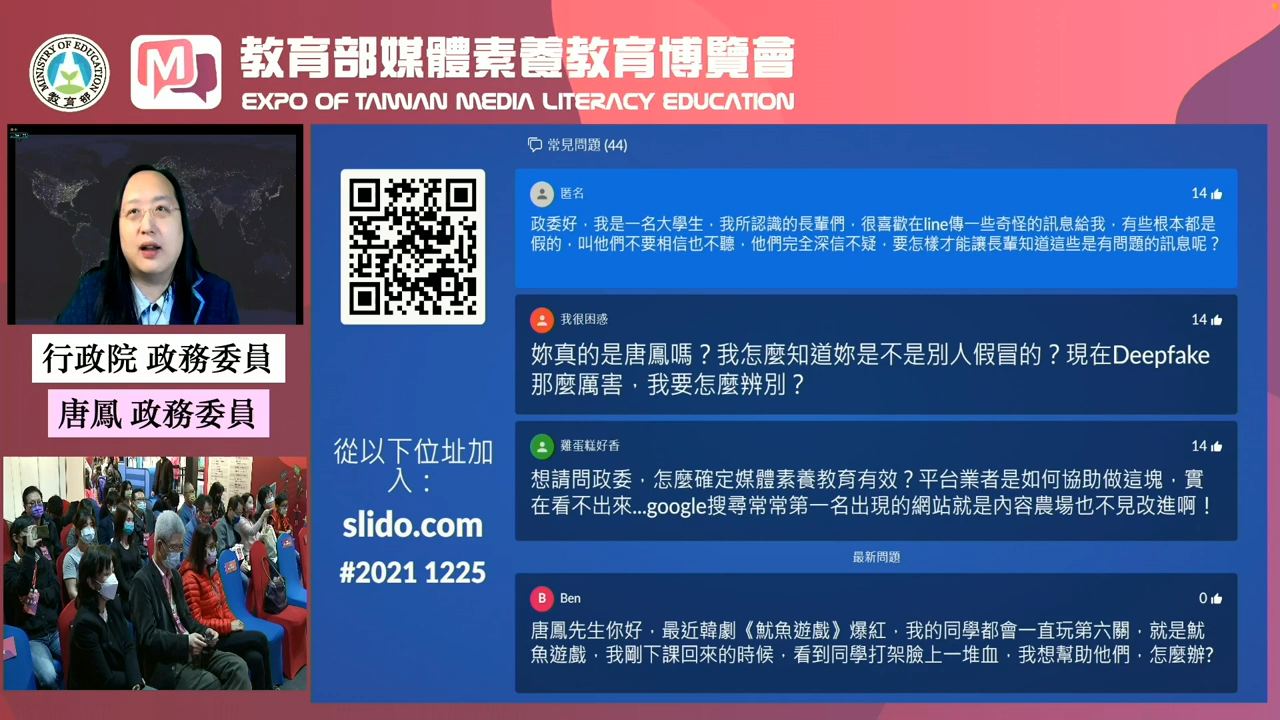 MINISTRY OF EDUCATION
教育部
M
教育部媒體素養教育博覽會
EXPO OF TAIWAN MEDIA LITERACY EDUCATION
行政院 政務委員
唐鳳 政務委員
從以下位址加
入：
slido.com
#2021 1225
常見問題 (44)
匿名
14
政委好，我是一名大學生，我所認識的長輩們，很喜歡在line傳一些奇怪的訊息給我，有些根本都是
假的，叫他們不要相信也不聽，他們完全深信不疑，要怎樣才能讓長輩知道這些是有問題的訊息呢？
我很困惑
14
妳真的是唐鳳嗎？我怎麼知道妳是不是別人假冒的？現在Deepfake
那麼厲害，我要怎麼辨別？
雞蛋糕好香
14
想請問政委，怎麼確定媒體素養教育有效？平台業者是如何協助做這塊，實
在看不出來...google搜尋常常第一名出現的網站就是內容農場也不見改進啊！
最新問題
B
Ben
0
唐鳳先生你好，最近韓劇《魷魚遊戲》爆紅，我的同學都會一直玩第六關，就是魷
魚遊戲，我剛下課回來的時候，看到同學打架臉上一堆血，我想幫助他們，怎麼辦?